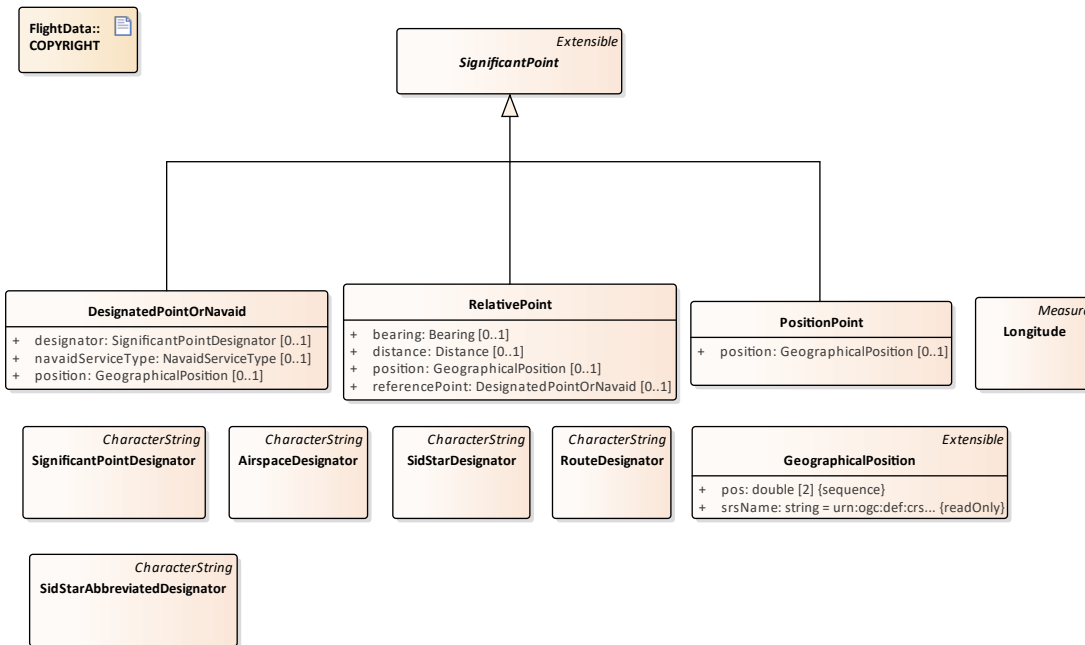 FlightData::
COPYRIGHT
Extensible
SignificantPoint
DesignatedPointOrNavaid
+ designator: SignificantPointDesignator [0..1]
+ navaidServiceType: NavaidServiceType [0..1]
+ position: GeographicalPosition [0..1]
RelativePoint
+ bearing: Bearing [0..1]
+ distance: Distance [0..1]
+ position: GeographicalPosition [0..1]
+ referencePoint: DesignatedPointOrNavaid [0..1]
PositionPoint
+ position: GeographicalPosition [0..1]
Measure
Longitude
CharacterString
SignificantPointDesignator
CharacterString
AirspaceDesignator
CharacterString
SidStarDesignator
CharacterString
RouteDesignator
Extensible
GeographicalPosition
+ pos: double [2] {sequence}
+ srsName: string = urn:ogc:def:crs... {readOnly}
CharacterString
SidStarAbbreviatedDesignator